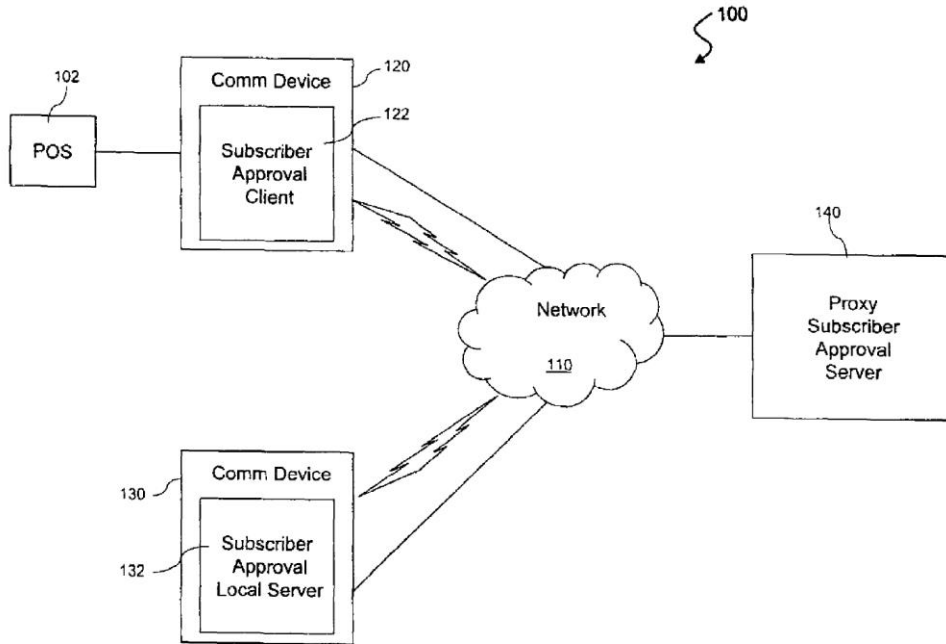 100
102
POS
Comm Device
120
122
Subscriber
Approval
Client
Network
110
140
Proxy
Subscriber
Approval
Server
Comm Device
130
132
Subscriber
Approval
Local Server